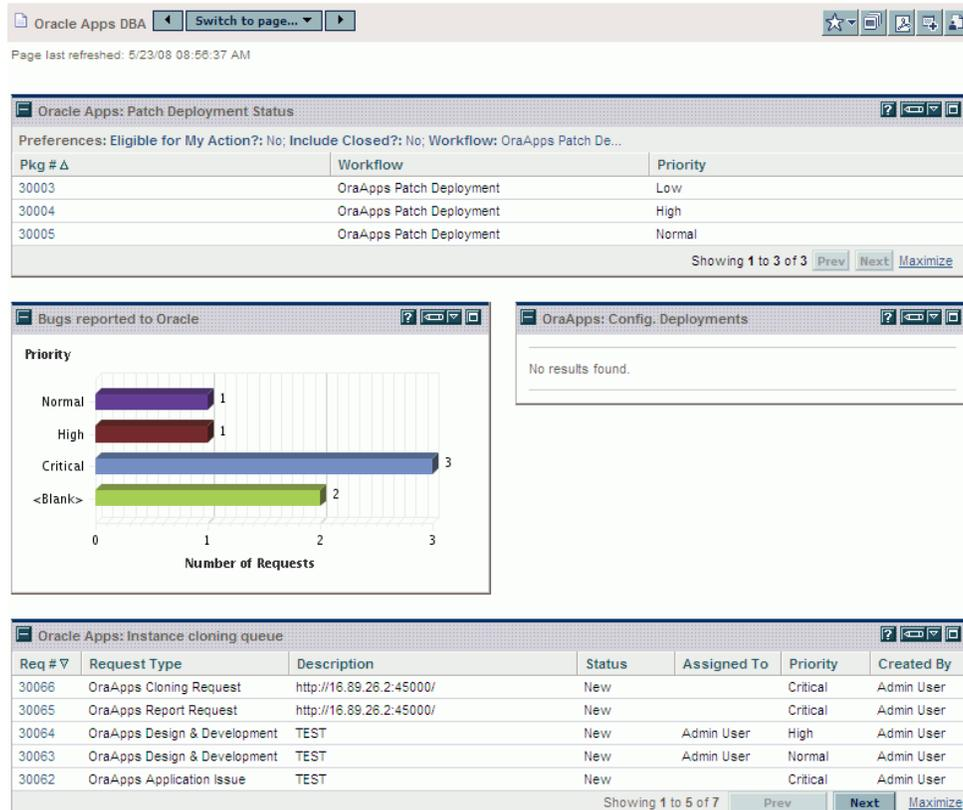 Oracle Apps DBA Switch to page...
Page last refreshed: 5/23/08 08:56:37 AM
Oracle Apps: Patch Deployment Status ?
Preferences: Eligible for My Action?: No; Include Closed?: No; Workflow: OraApps Patch De...
Pkg # Workflow Priority
30003 OraApps Patch Deployment Low
30004 OraApps Patch Deployment High
30005 OraApps Patch Deployment Normal
Showing 1 to 3 of 3 Prev Next Maximize
Bugs reported to Oracle ?
Priority
Normal 1
High 1
Critical 3
<Blank> 2
0 1 2 3
Number of Requests
OraApps: Config. Deployments ?
No results found.
Oracle Apps: Instance cloning queue ?
Req # Request Type Description Status Assigned To Priority Created By
30066 OraApps Cloning Request http://16.89.26.2:45000/ New Critical Admin User
30065 OraApps Report Request http://16.89.26.2:45000/ New Critical Admin User
30064 OraApps Design & Development TEST New Admin User High Admin User
30063 OraApps Design & Development TEST New Admin User Normal Admin User
30062 OraApps Application Issue TEST New Critical Admin User
Showing 1 to 5 of 7 Prev Next Maximize